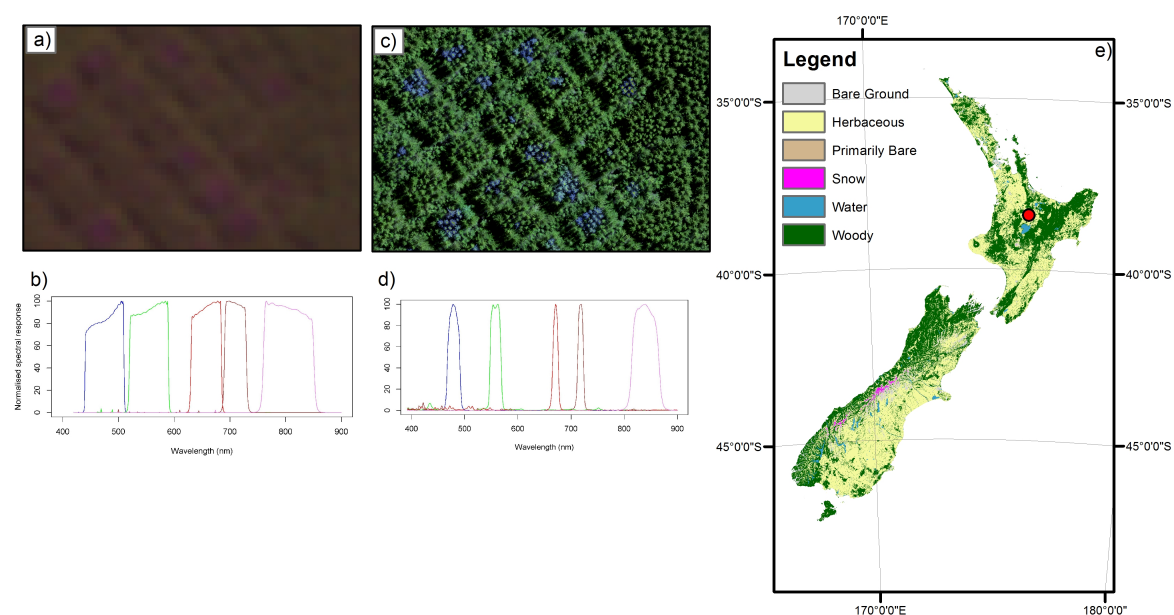 a)
c)
b)
100
80
60
40
20
0
Normalised spectral response
400 500 600 700 800 900
Wavelength (nm)
d)
100
80
60
40
20
0
400 500 600 700 800 900
Wavelength (nm)
170°0'0"E
e)
Legend
Bare Ground
Herbaceous
Primarily Bare
Snow
Water
Woody
35°0'0"S
35°0'0"S
40°0'0"S
40°0'0"S
45°0'0"S
45°0'0"S
170°0'0"E
180°0'0"